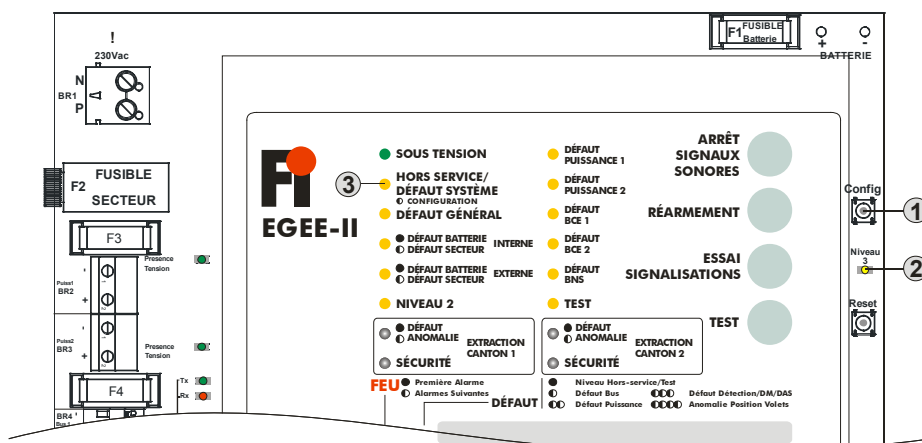 !
230Vac
N
BR1
P
F2 FUSIBLE
SECTEUR
F3
Presence
Tension
Puiss1
BR2
+
Puiss2
BR3
+
Presence
Tension
F4
Tx
Rx
BR4
Bus 1
F1 FUSIBLE
Batterie
+ -
BATTERIE
Fi
EGEE-II
3
SOUS TENSION
HORS SERVICE/
DÉFAUT SYSTÈME
CONFIGURATION
DÉFAUT GÉNÉRAL
DÉFAUT BATTERIE INTERNE
DÉFAUT SECTEUR
DÉFAUT BATTERIE EXTERNE
DÉFAUT SECTEUR
NIVEAU 2
DÉFAUT
PUISSANCE 1
DÉFAUT
PUISSANCE 2
DÉFAUT
BCE 1
DÉFAUT
BCE 2
DÉFAUT
BNS
TEST
ARRÊT
SIGNAUX
SONORES
RÉARMEMENT
ESSAI
SIGNALISATIONS
TEST
Config
1
Niveau
3
2
Reset
DÉFAUT
ANOMALIE
EXTRACTION
CANTON 1
SÉCURITÉ
DÉFAUT
ANOMALIE
EXTRACTION
CANTON 2
SÉCURITÉ
FEU
Première Alarme
Alarmes Suivantes
DÉFAUT
Niveau Hors-service/Test
Défaut Bus
Défaut Puissance
Défaut Détection/DM/DAS
Anomalie Position Volets